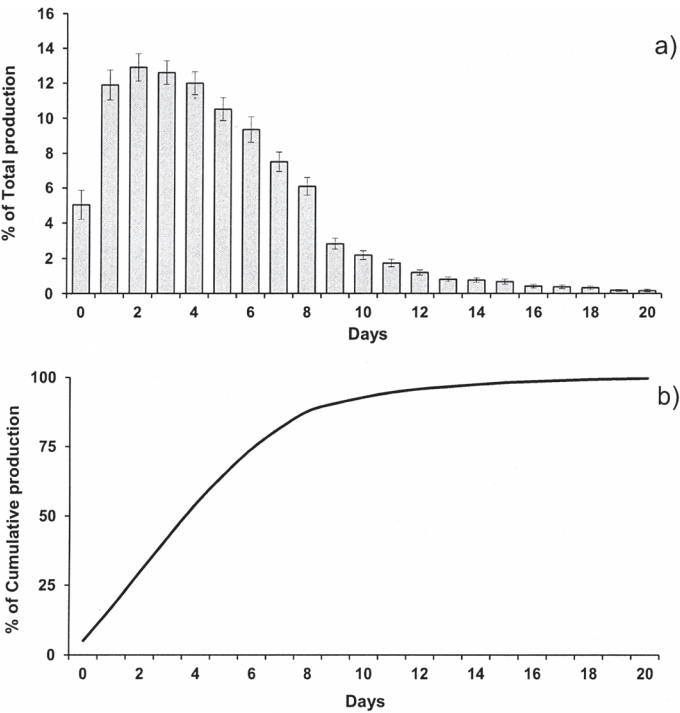 a)
% of Total production
16
14
12
10
8
6
4
2
0
0 2 4 6 8 10 12 14 16 18 20
Days
b)
% of Cumulative production
100
75
50
25
0
0 2 4 6 8 10 12 14 16 18 20
Days